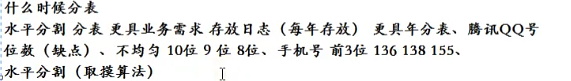 什么时候分表
水平分割 分表 更具业务需求 存放日志（每年存放） 更具年分表、腾讯QQ号
位数（缺点）、不均匀 10位 9 位 8位、手机号 前3位 136 138 155、
水平分割（取摸算法）